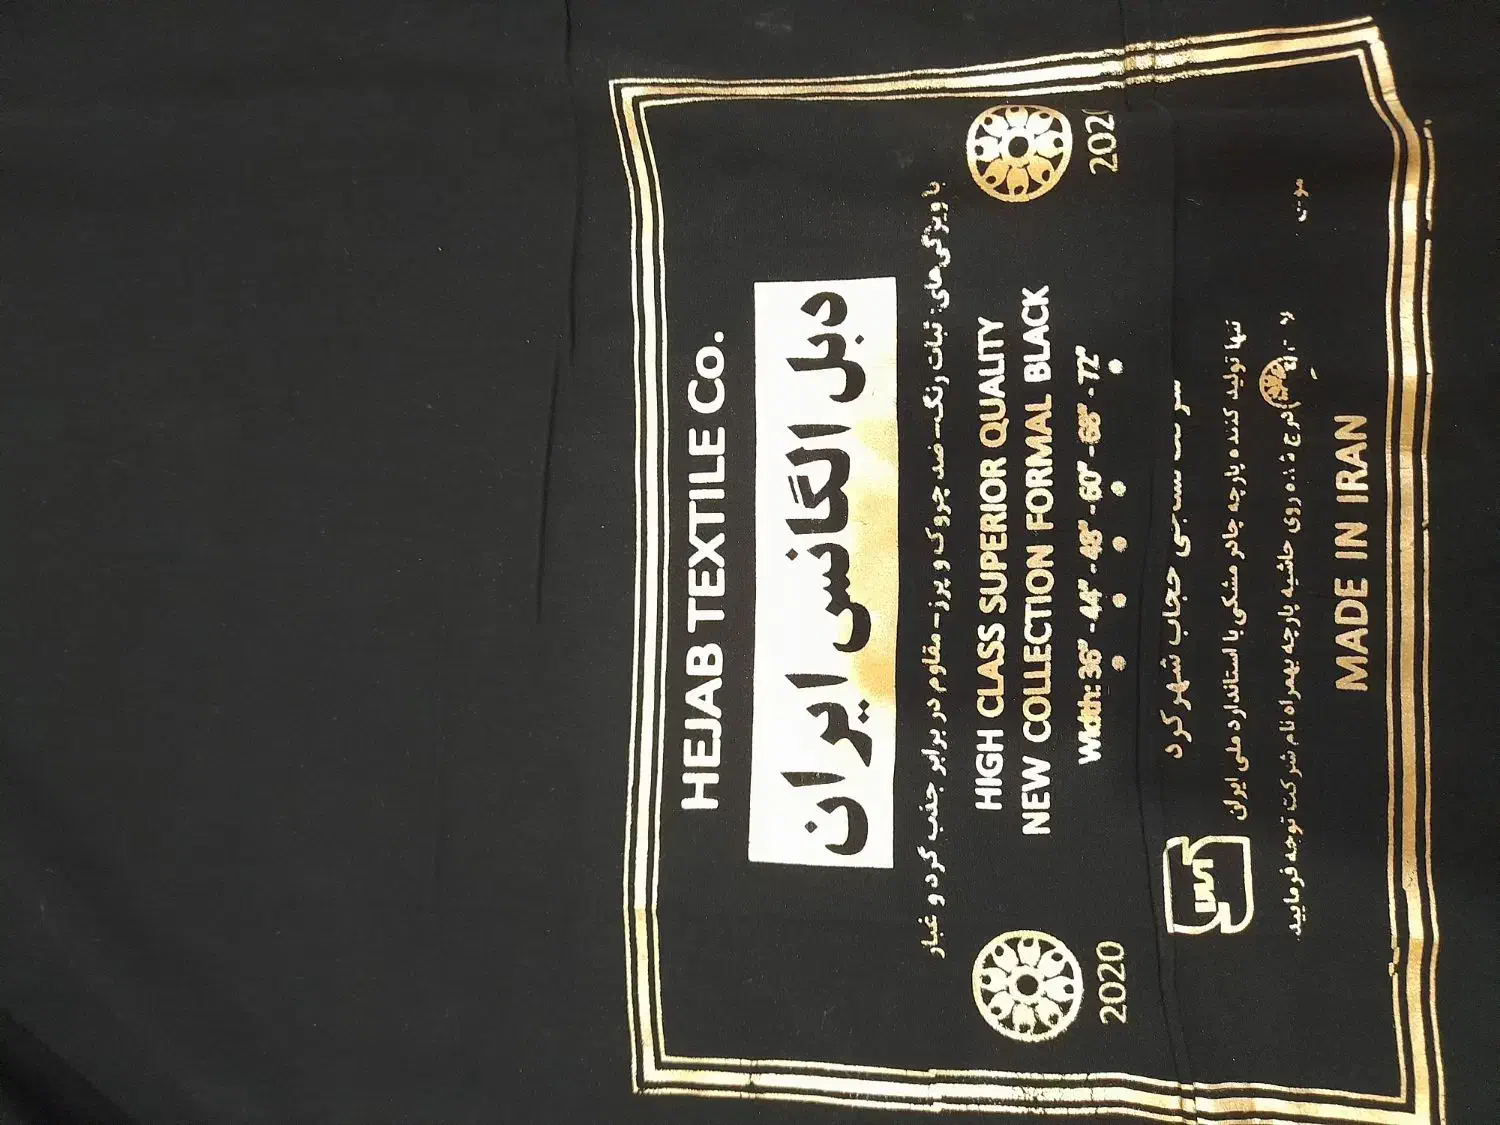 HEJAB TEXTILE Co.
دبل الگانس ایران
با ویژگی های: ثبات رنگ - ضد چروک و پرز - مقاوم در برابر جذب گرد و غبار
HIGH CLASS SUPERIOR QUALITY
NEW COLLECTION FORMAL BLACK
Width: 36" - 44" - 48" - 60" - 68" - 72"
2020
202
نساجی حجاب شهرکرد
تنها تولید کننده پارچه چادر مشکی با استاندارد ملی ایران
درج شده روی حاشیه پارچه بهمراه نام شرکت توجه فرمایید
MADE IN IRAN